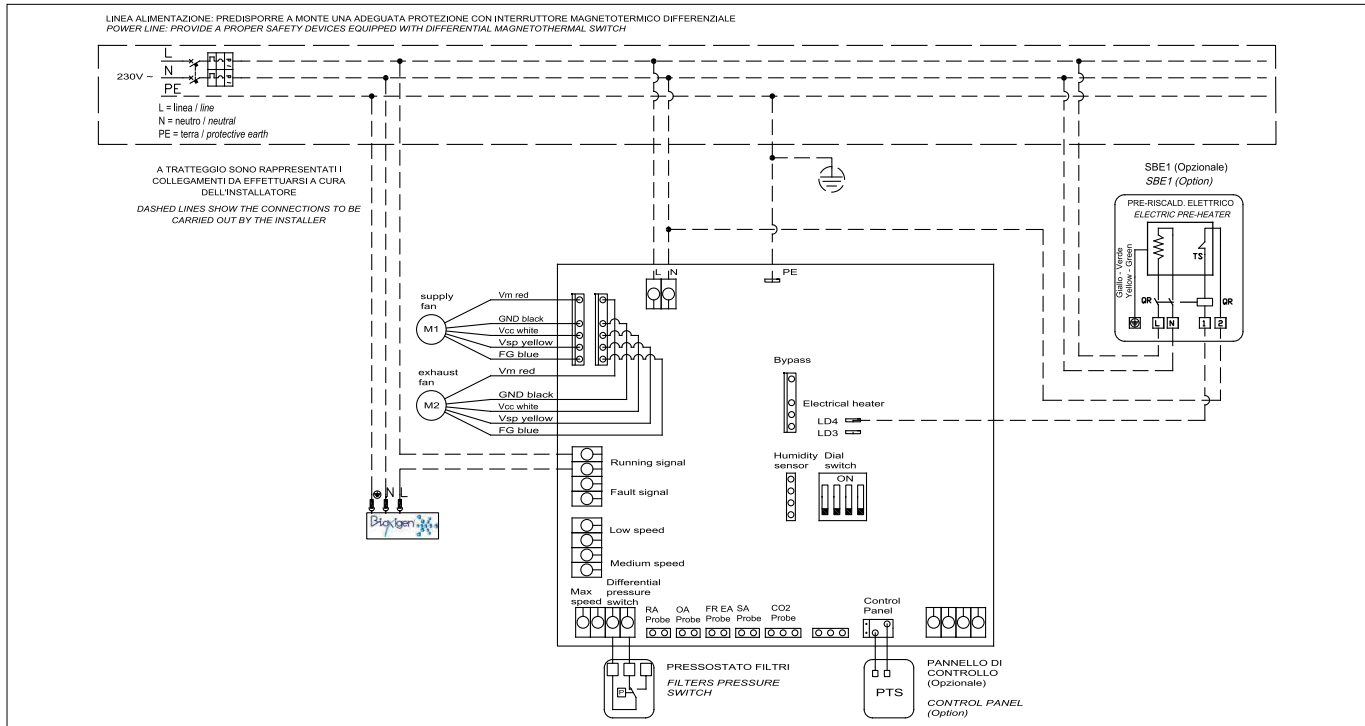 LINEA ALIMENTAZIONE: PREDISPORRE A MONTE UNA ADEGUATA PROTEZIONE CON INTERRUTTORE MAGNETOTERMICO DIFFERENZIALE
POWER LINE: PROVIDE A PROPER SAFETY DEVICES EQUIPPED WITH DIFFERENTIAL MAGNETOTHERMAL SWITCH
L
230V ~
N
PE
L = linea / line
N = neutro / neutral
PE = terra / protective earth
A TRATTEGGIO SONO RAPPRESENTATI I
COLLEGAMENTI DA EFFETTUARSI A CURA
DELL'INSTALLATORE
DASHED LINES SHOW THE CONNECTIONS TO BE
CARRIED OUT BY THE INSTALLER
SBE1 (Opzionale)
SBE1 (Option)
PRE-RISCALD. ELETTRICO
ELECTRIC PRE-HEATER
Giallo - Verde
Yellow - Green
TS
QR
QR
L N 1 2
L N
PE
supply
fan
M1
Vm red
GND black
Vcc white
Vsp yellow
FG blue
exhaust
fan
M2
Vm red
GND black
Vcc white
Vsp yellow
FG blue
Bypass
Electrical heater
LD4
LD3
Humidity
sensor
Dial
switch
ON
Running signal
Fault signal
N L
Bioxigen
Low speed
Medium speed
Max
speed
Differential
pressure
switch
RA
Probe
OA
Probe
FR EA
Probe
SA
Probe
CO2
Probe
Control
Panel
P
PRESSOSTATO FILTRI
FILTERS PRESSURE
SWITCH
PTS
PANNELLO DI
CONTROLLO
(Opzionale)
CONTROL PANEL
(Option)